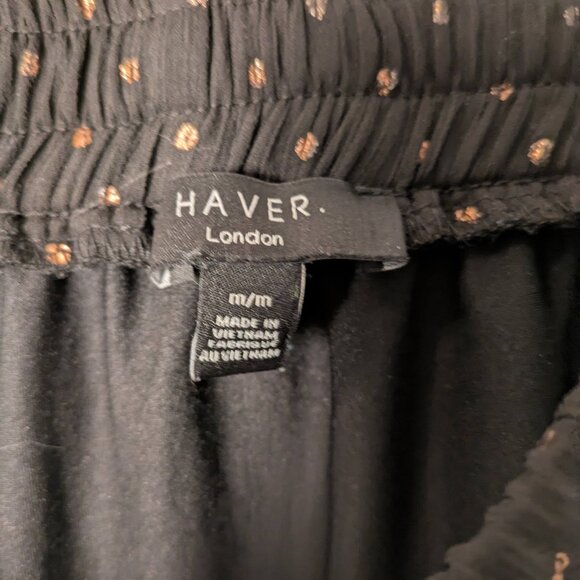 HAVER.
London
m/m
MADE IN
VIETNAM
FABRIQUÉ
AU VIETNAM